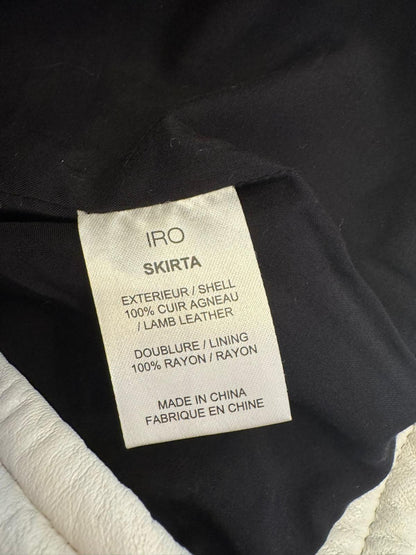 IRO
SKIRTA
EXTERIEUR / SHELL
100% CUIR AGNEAU
/ LAMB LEATHER
DOUBLURE / LINING
100% RAYON / RAYON
MADE IN CHINA
FABRIQUE EN CHINE